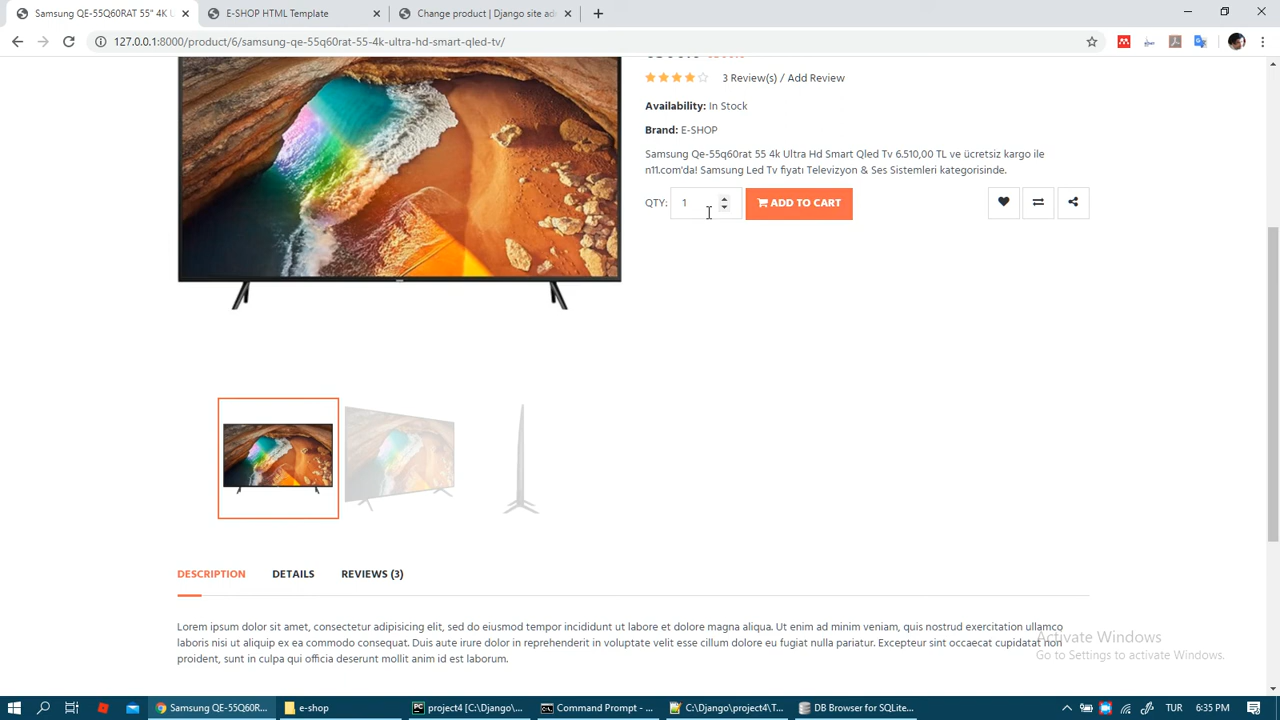 Samsung QE-55Q60RAT 55" 4K U
E-SHOP HTML Template
Change product | Django site ad
127.0.0.1:8000/product/6/samsung-qe-55q60rat-55-4k-ultra-hd-smart-qled-tv/
3 Review(s) / Add Review
Availability: In Stock
Brand: E-SHOP
Samsung Qe-55q60rat 55 4k Ultra Hd Smart Qled Tv 6.510,00 TL ve ücretsiz kargo ile
n11.com'da! Samsung Led Tv fiyatı Televizyon & Ses Sistemleri kategorisinde.
QTY: 1 ADD TO CART
DESCRIPTION DETAILS REVIEWS (3)
Lorem ipsum dolor sit amet, consectetur adipisicing elit, sed do eiusmod tempor incididunt ut labore et dolore magna aliqua. Ut enim ad minim veniam, quis nostrud exercitation ullamco
laboris nisi ut aliquip ex ea commodo consequat. Duis aute irure dolor in reprehenderit in voluptate velit esse cillum dolore eu fugiat nulla pariatur. Excepteur sint occaecat cupidatat non
proident, sunt in culpa qui officia deserunt mollit anim id est laborum.
Activate Windows
Go to Settings to activate Windows.
Samsung QE-55Q60R...
e-shop
project4 [C:\Django\...
Command Prompt - ...
C:\Django\project4\T...
DB Browser for SQLite...
TUR
6:35 PM